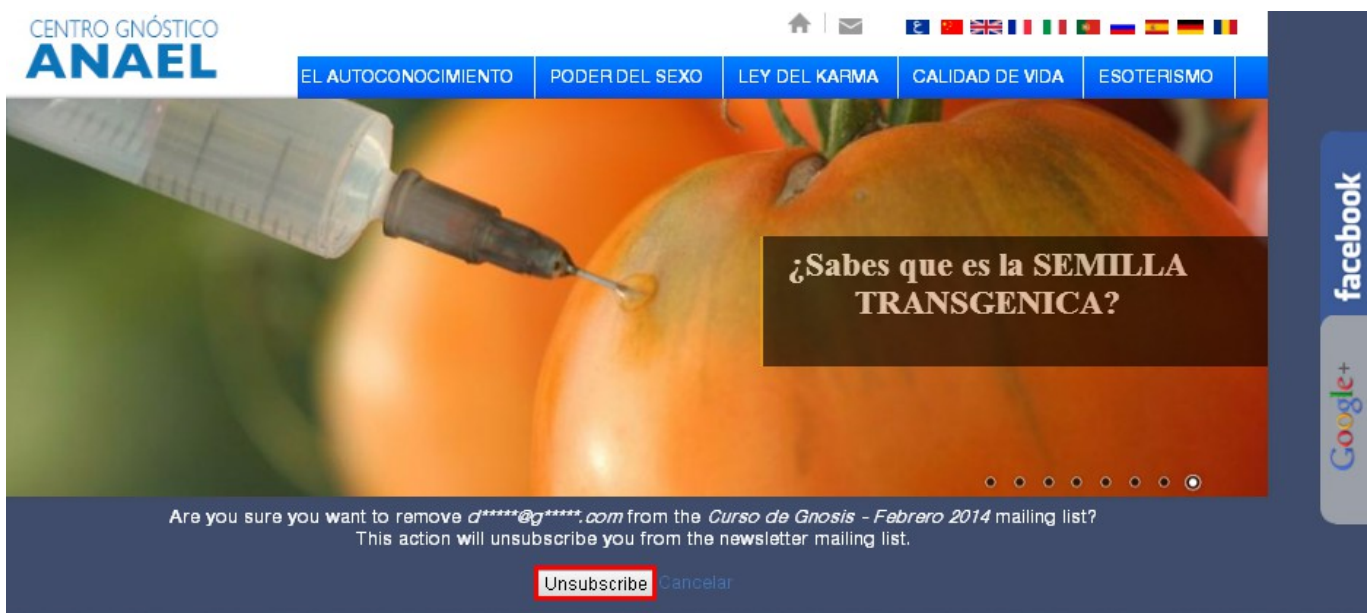 CENTRO GNÓSTICO
ANAEL
EL AUTOCONOCIMIENTO
PODER DEL SEXO
LEY DEL KARMA
CALIDAD DE VIDA
ESOTERISMO
¿Sabes que es la SEMILLA
TRANSGENICA?
facebook
Google+
Are you sure you want to remove d*****@g*****.com from the Curso de Gnosis - Febrero 2014 mailing list?
This action will unsubscribe you from the newsletter mailing list.
Unsubscribe Cancelar